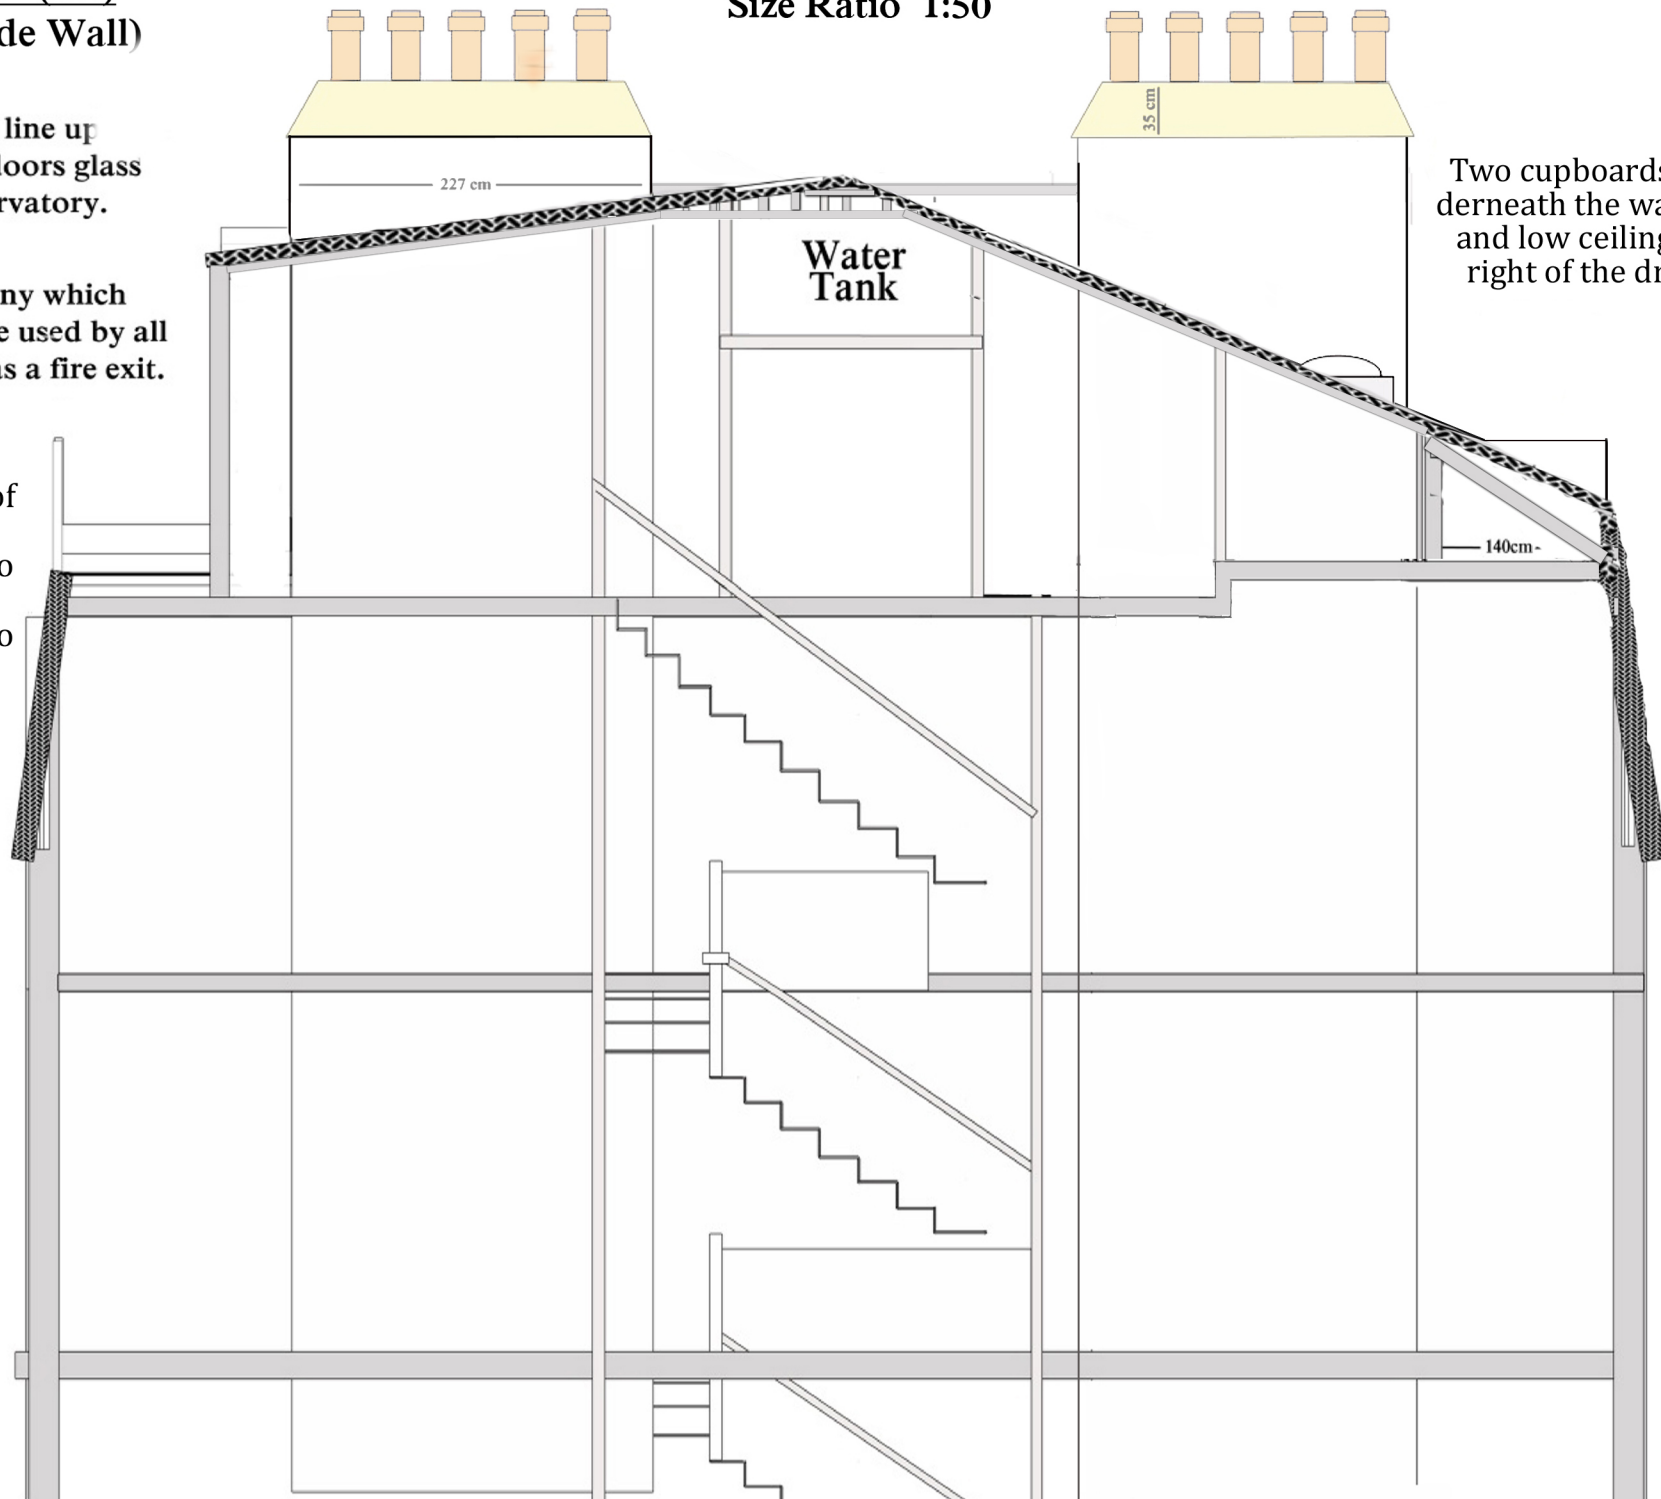 de Wall)
Size Ratio 1:50
line up
loors glass
rvatory.
ny which
e used by all
as a fire exit.
of
o
o
227 cm
35 cm
Water
Tank
Two cupboards
derneath the wa
and low ceiling
right of the dr
140cm-